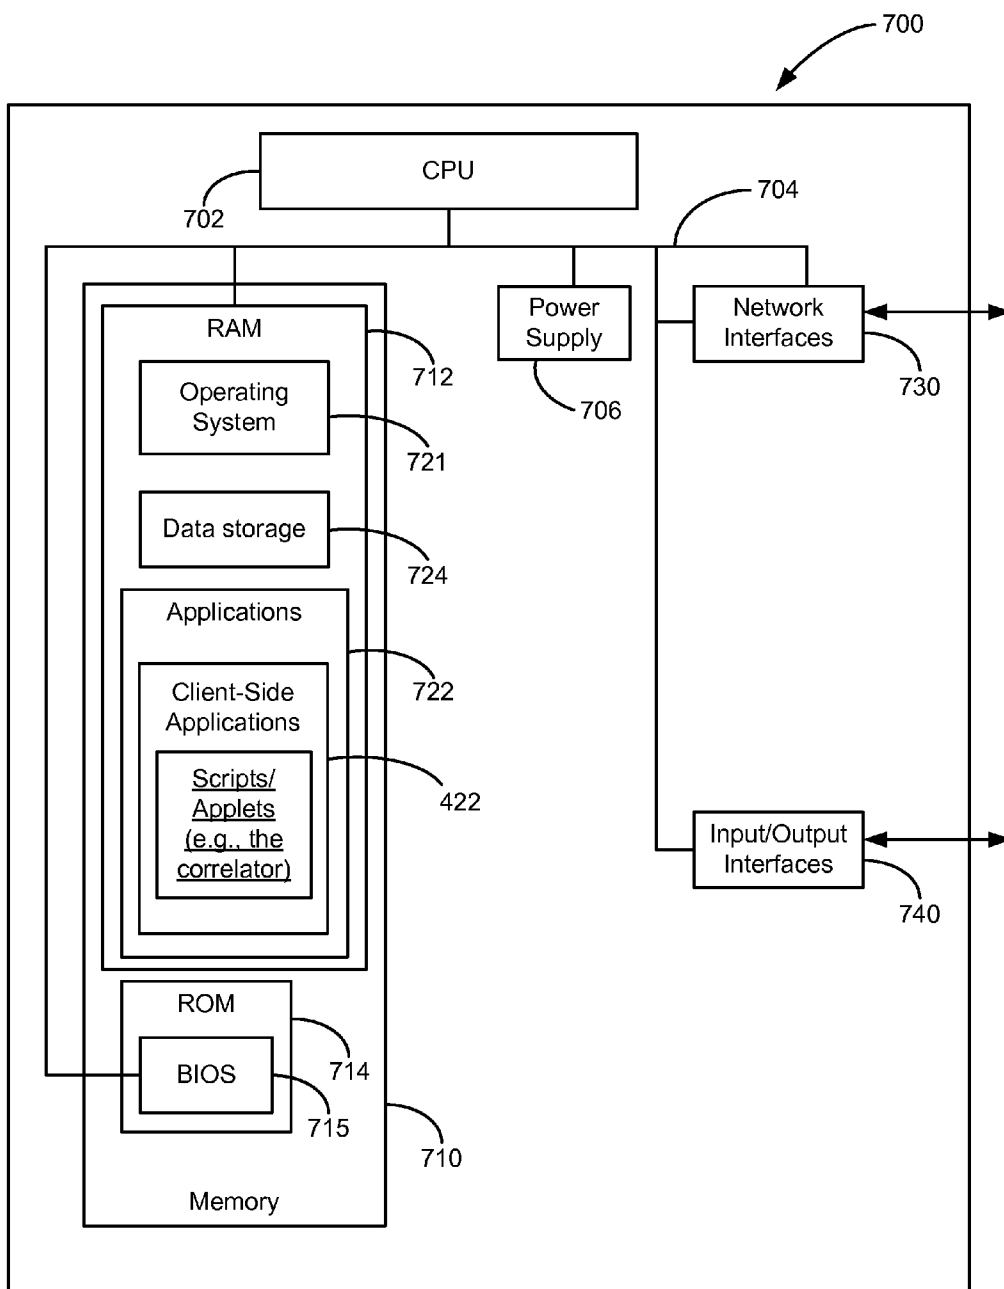 700
CPU
702
704
RAM
712
Operating
System
721
Data storage
724
Applications
722
Client-Side
Applications
422
Scripts/
Applets
(e.g., the
correlator)
ROM
714
BIOS
715
710
Memory
Power
Supply
706
Network
Interfaces
730
Input/Output
Interfaces
740